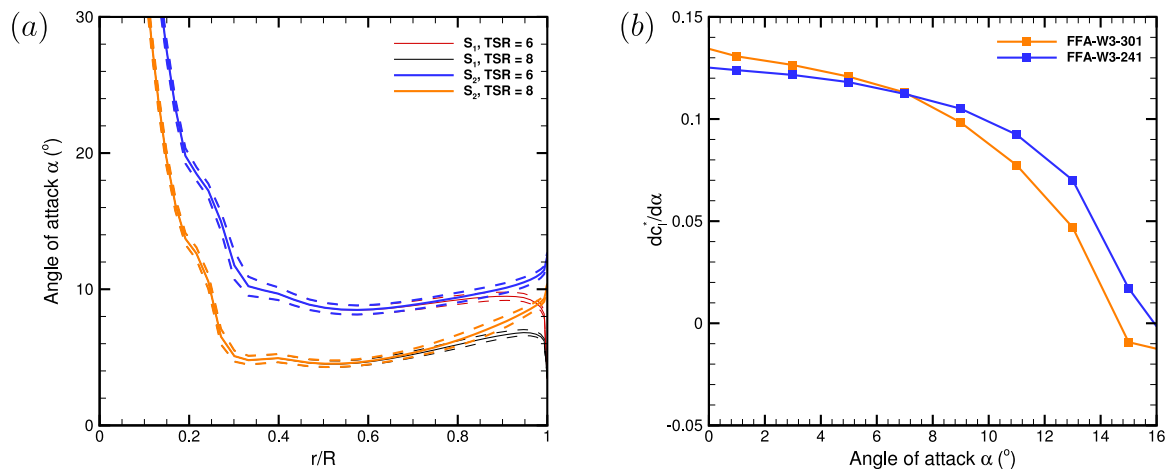 (a)
30
20
10
0
Angle of attack α (°)
S₁, TSR = 6
S₁, TSR = 8
S₂, TSR = 6
S₂, TSR = 8
0
0.2
0.4
0.6
0.8
1
r/R
(b)
0.15
0.1
0.05
0
-0.05
dcₗ*/dα
FFA-W3-301
FFA-W3-241
0
2
4
6
8
10
12
14
16
Angle of attack α (°)